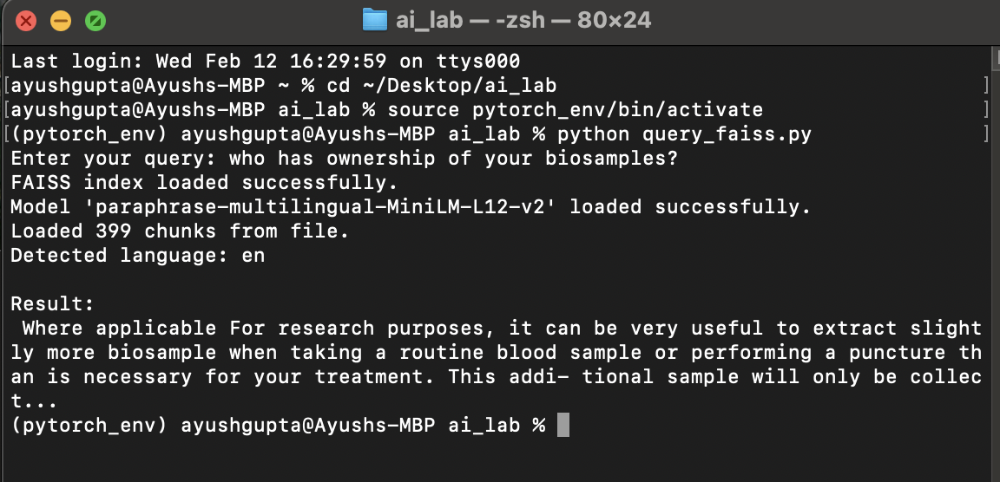 ai_lab — -zsh — 80×24
Last login: Wed Feb 12 16:29:59 on ttys000
[ayushgupta@Ayushs-MBP ~ % cd ~/Desktop/ai_lab ]
[ayushgupta@Ayushs-MBP ai_lab % source pytorch_env/bin/activate ]
[(pytorch_env) ayushgupta@Ayushs-MBP ai_lab % python query_faiss.py ]
Enter your query: who has ownership of your biosamples?
FAISS index loaded successfully.
Model 'paraphrase-multilingual-MiniLM-L12-v2' loaded successfully.
Loaded 399 chunks from file.
Detected language: en
Result:
Where applicable For research purposes, it can be very useful to extract slight
ly more biosample when taking a routine blood sample or performing a puncture th
an is necessary for your treatment. This addi- tional sample will only be collec
t...
(pytorch_env) ayushgupta@Ayushs-MBP ai_lab %